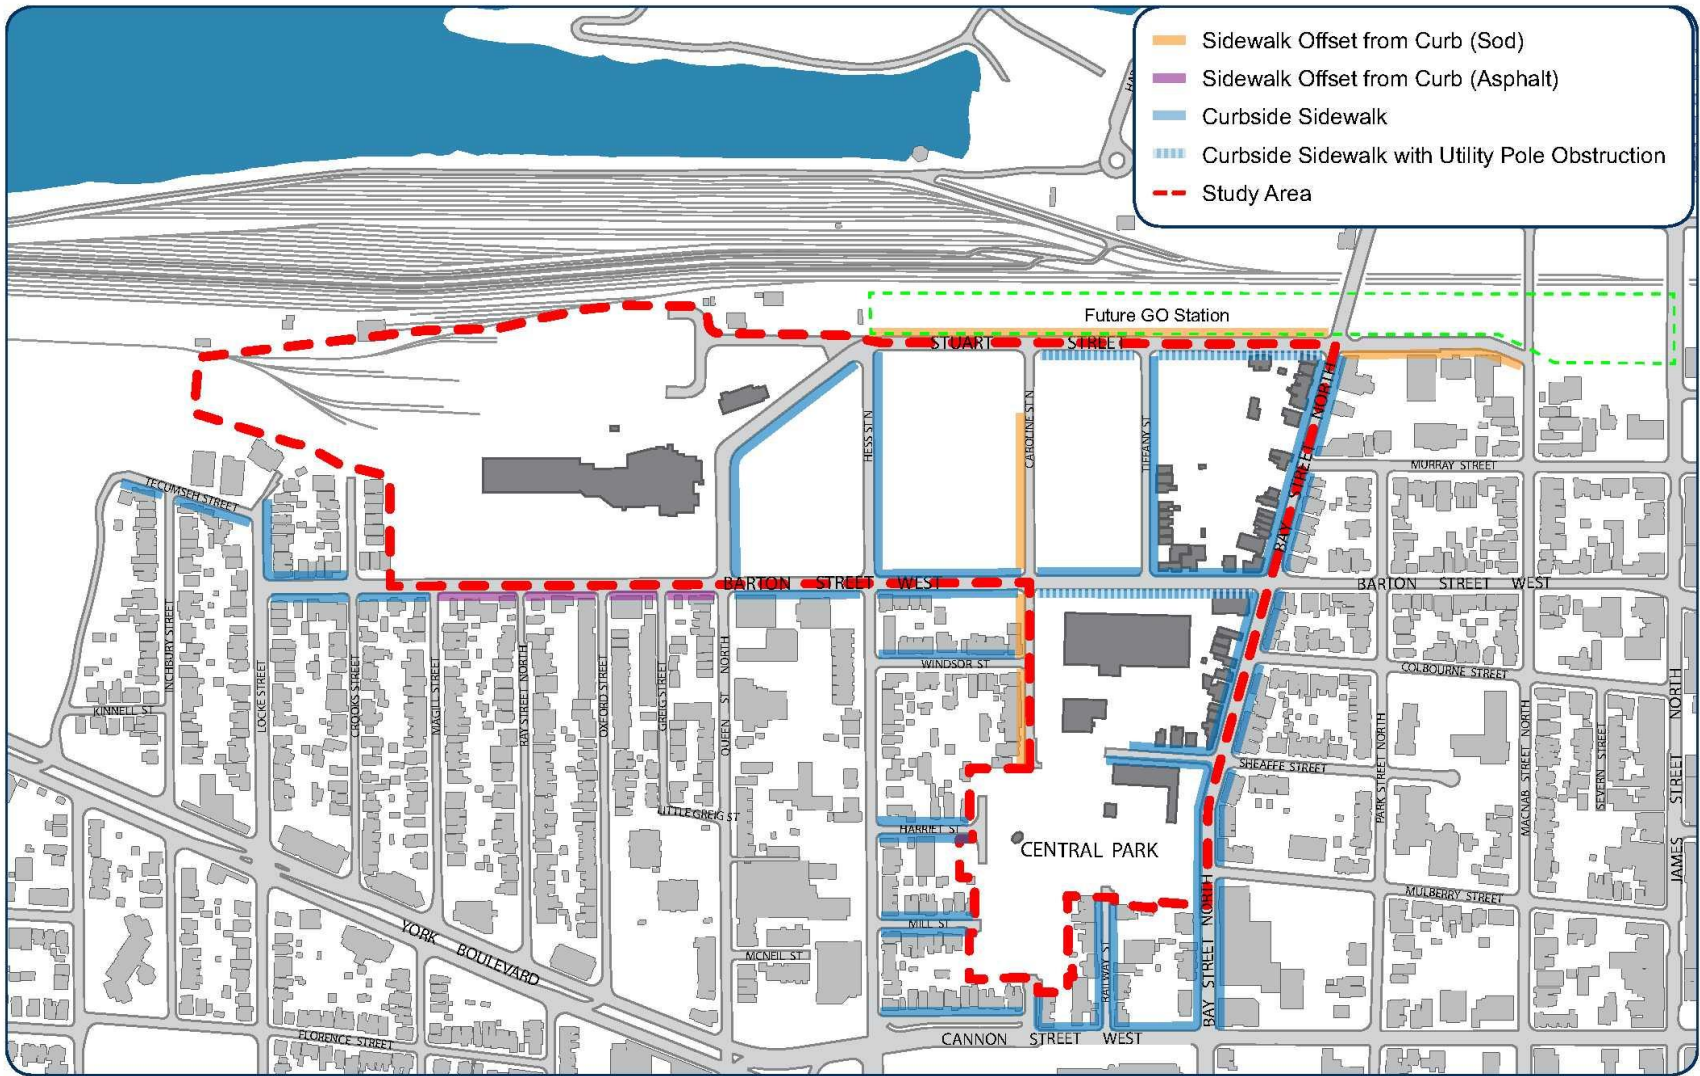 Sidewalk Offset from Curb (Sod)
Sidewalk Offset from Curb (Asphalt)
Curbside Sidewalk
Curbside Sidewalk with Utility Pole Obstruction
Study Area
Future GO Station
STUART STREET
HESS ST N
CAROLINE ST N
TIFFANY ST
BAY STREET NORTH
MURRAY STREET
TECUMSEH STREET
BARTON STREET WEST
BARTON STREET WEST
INCHBURY STREET
LOCKE STREET
CROOKS STREET
MAGILL STREET
RAY STREET NORTH
OXFORD STREET
GREIG STREET
QUEEN ST NORTH
WINDSOR ST
COLBOURNE STREET
KINNELL ST
SHEAFFE STREET
PARK STREET NORTH
MACNAB STREET NORTH
SEVERN STREET
JAMES STREET NORTH
LITTLE GREIG ST
HARRIET ST
CENTRAL PARK
MULBERRY STREET
MILL ST
YORK BOULEVARD
MCNEIL ST
RAILWAY ST
BAY STREET NORTH
FLORENCE STREET
CANNON STREET WEST